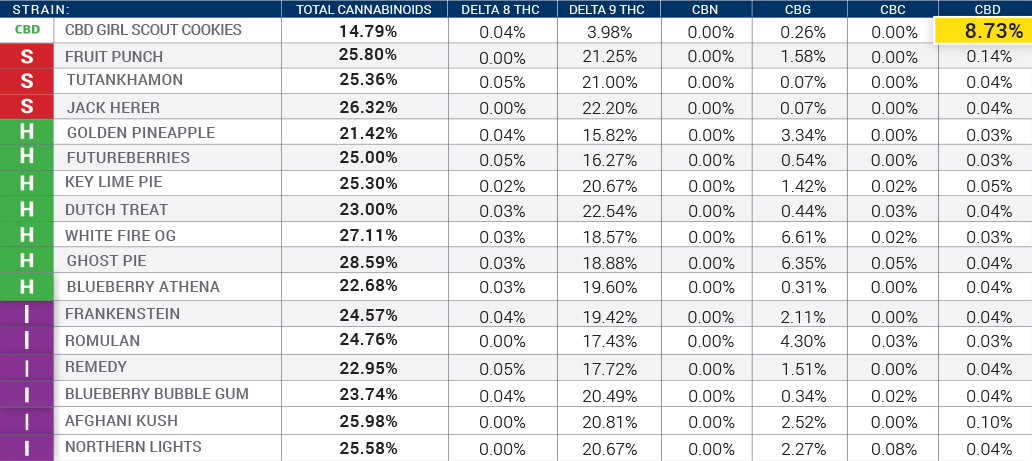 STRAIN: TOTAL CANNABINOIDS DELTA 8 THC DELTA 9 THC CBN CBG CBC CBD
CBD CBD GIRL SCOUT COOKIES 14.79% 0.04% 3.98% 0.00% 0.26% 0.00% 8.73%
S FRUIT PUNCH 25.80% 0.00% 21.25% 0.00% 1.58% 0.00% 0.14%
S TUTANKHAMON 25.36% 0.05% 21.00% 0.00% 0.07% 0.00% 0.04%
S JACK HERER 26.32% 0.00% 22.20% 0.00% 0.07% 0.00% 0.04%
H GOLDEN PINEAPPLE 21.42% 0.04% 15.82% 0.00% 3.34% 0.00% 0.03%
H FUTUREBERRIES 25.00% 0.05% 16.27% 0.00% 0.54% 0.00% 0.03%
H KEY LIME PIE 25.30% 0.02% 20.67% 0.00% 1.42% 0.02% 0.05%
H DUTCH TREAT 23.00% 0.03% 22.54% 0.00% 0.44% 0.03% 0.04%
H WHITE FIRE OG 27.11% 0.03% 18.57% 0.00% 6.61% 0.02% 0.03%
H GHOST PIE 28.59% 0.03% 18.88% 0.00% 6.35% 0.05% 0.04%
H BLUEBERRY ATHENA 22.68% 0.03% 19.60% 0.00% 0.31% 0.00% 0.04%
I FRANKENSTEIN 24.57% 0.04% 19.42% 0.00% 2.11% 0.00% 0.04%
I ROMULAN 24.76% 0.00% 17.43% 0.00% 4.30% 0.03% 0.03%
I REMEDY 22.95% 0.05% 17.72% 0.00% 1.51% 0.00% 0.04%
I BLUEBERRY BUBBLE GUM 23.74% 0.04% 20.49% 0.00% 0.34% 0.02% 0.04%
I AFGHANI KUSH 25.98% 0.00% 20.81% 0.00% 2.52% 0.00% 0.10%
I NORTHERN LIGHTS 25.58% 0.00% 20.67% 0.00% 2.27% 0.08% 0.04%